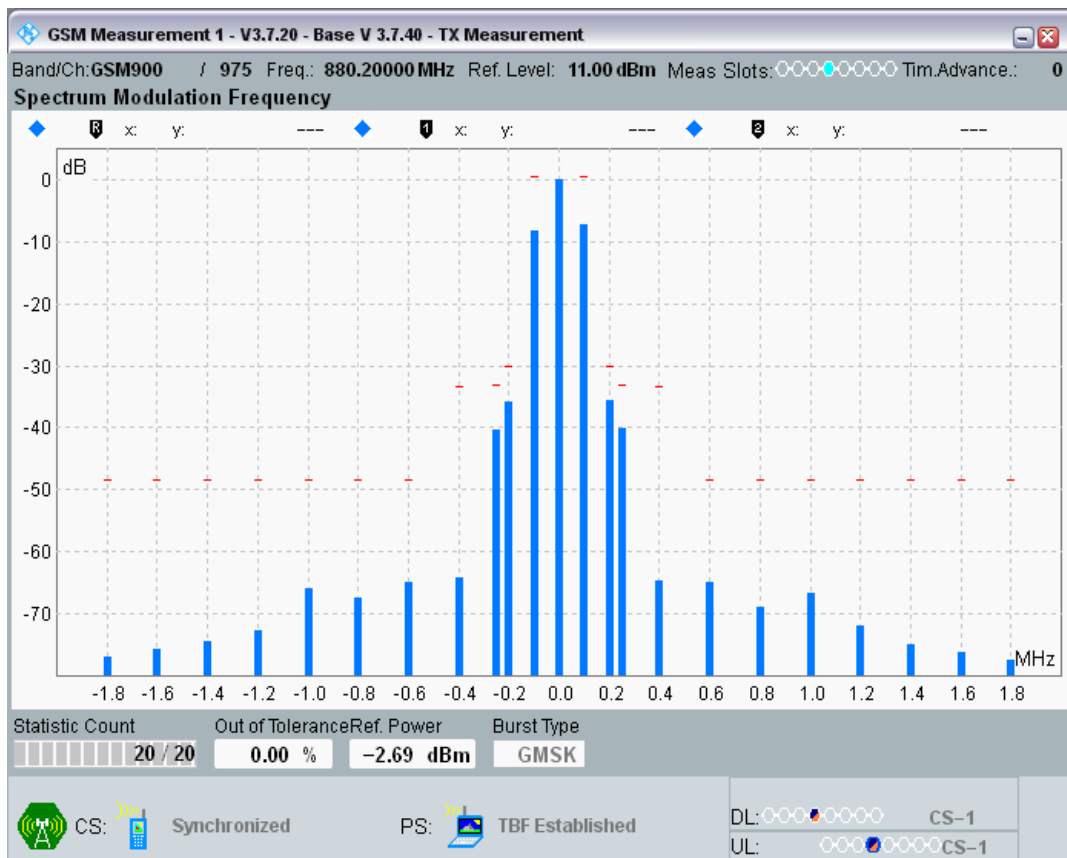 GSM Measurement 1 - V3.7.20 - Base V 3.7.40 - TX Measurement
Band/Ch:GSM900 / 975 Freq.: 880.20000 MHz Ref. Level: 11.00 dBm Meas Slots: Tim.Advance.: 0
Spectrum Modulation Frequency
R x: y: --- 1 x: y: --- 2 x: y: ---
dB
0
-10
-20
-30
-40
-50
-60
-70
MHz
-1.8 -1.6 -1.4 -1.2 -1.0 -0.8 -0.6 -0.4 -0.2 0.0 0.2 0.4 0.6 0.8 1.0 1.2 1.4 1.6 1.8
Statistic Count Out of Tolerance Ref. Power Burst Type
20 / 20 0.00 % −2.69 dBm GMSK
CS: Synchronized PS: TBF Established DL: CS−1
UL: CS−1